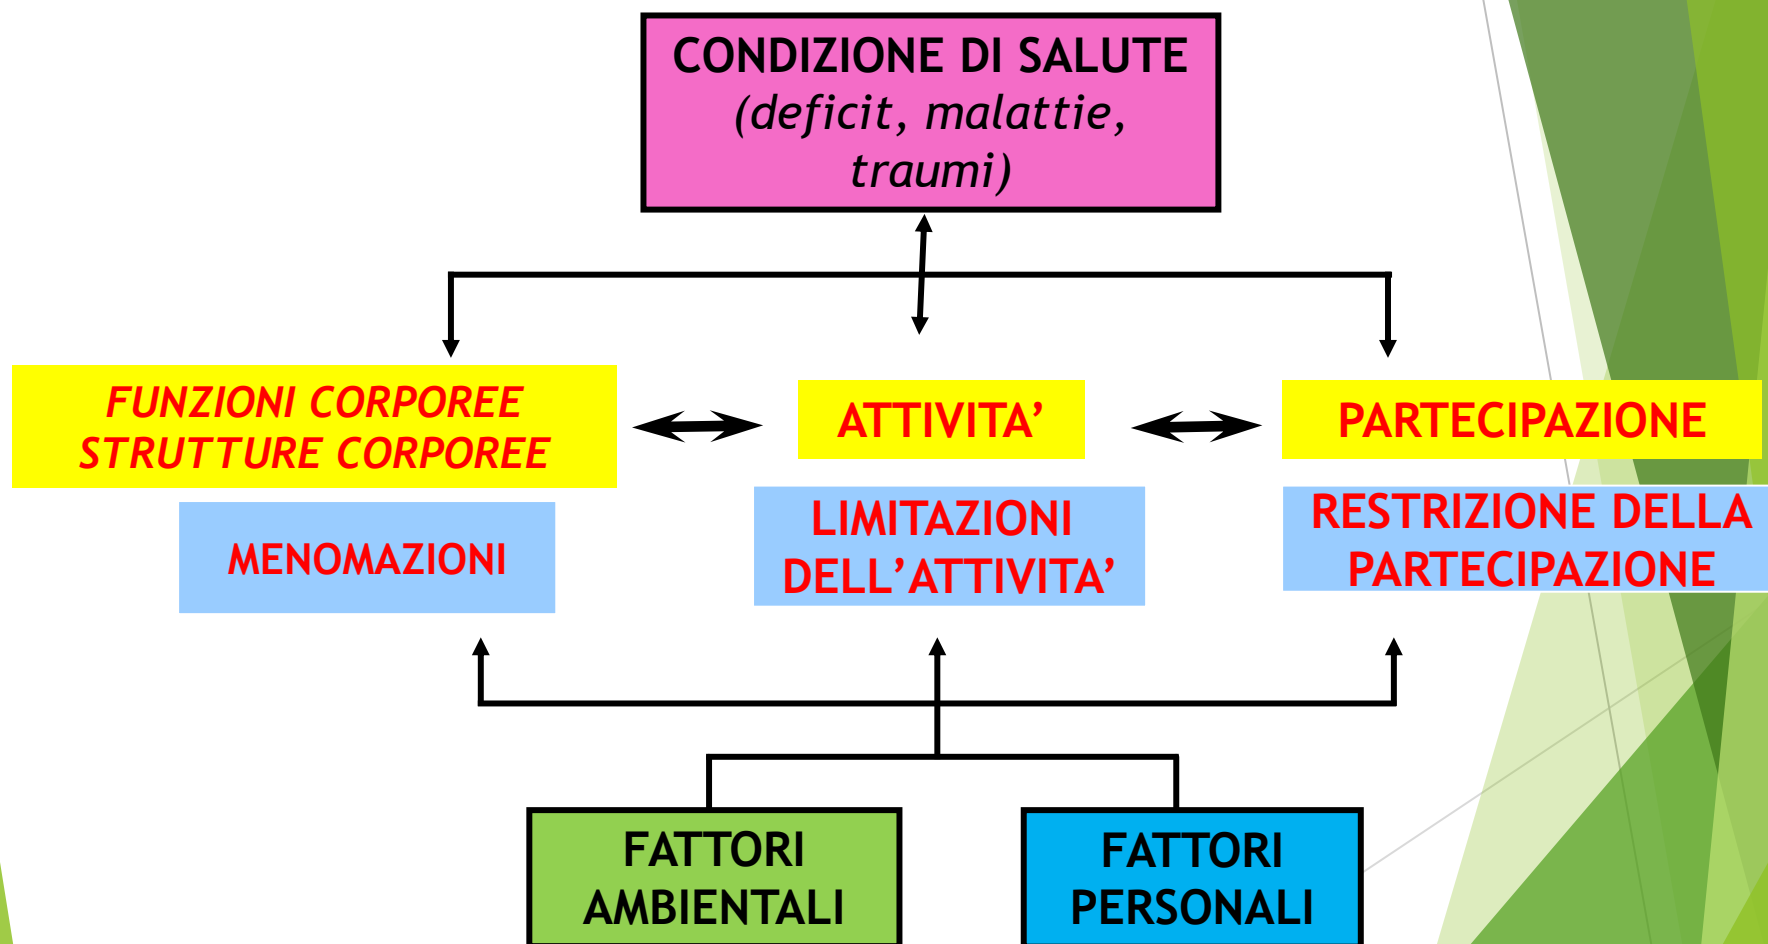 CONDIZIONE DI SALUTE
(deficit, malattie,
traumi)
FUNZIONI CORPOREE
STRUTTURE CORPOREE
ATTIVITA’
PARTECIPAZIONE
MENOMAZIONI
LIMITAZIONI
DELL’ATTIVITA’
RESTRIZIONE DELLA
PARTECIPAZIONE
FATTORI
AMBIENTALI
FATTORI
PERSONALI